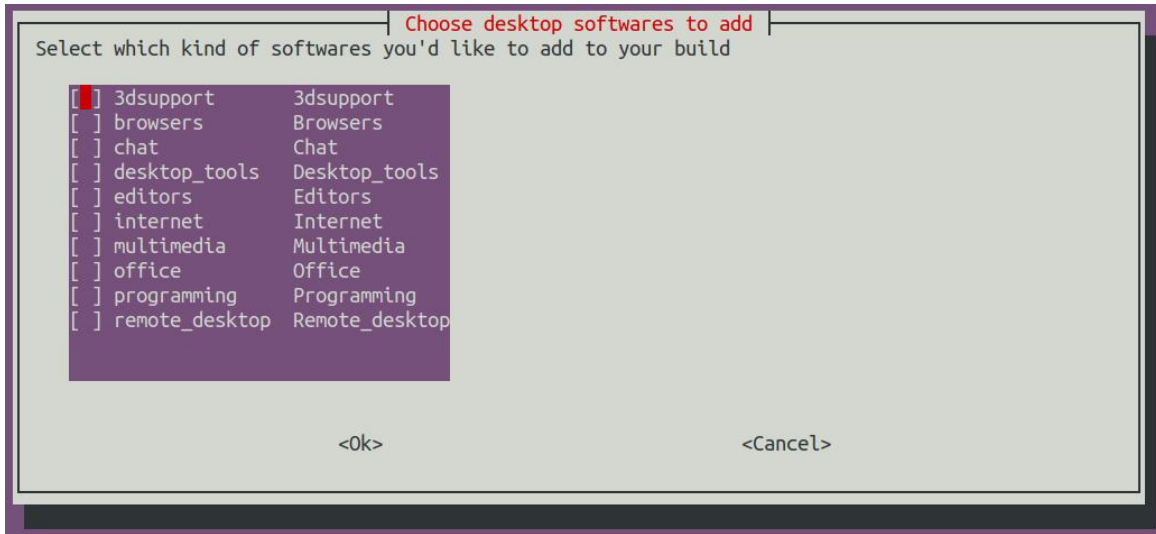 Choose desktop softwares to add
Select which kind of softwares you'd like to add to your build
[ ] 3dsupport 3dsupport
[ ] browsers Browsers
[ ] chat Chat
[ ] desktop_tools Desktop_tools
[ ] editors Editors
[ ] internet Internet
[ ] multimedia Multimedia
[ ] office Office
[ ] programming Programming
[ ] remote_desktop Remote_desktop
<Ok> <Cancel>